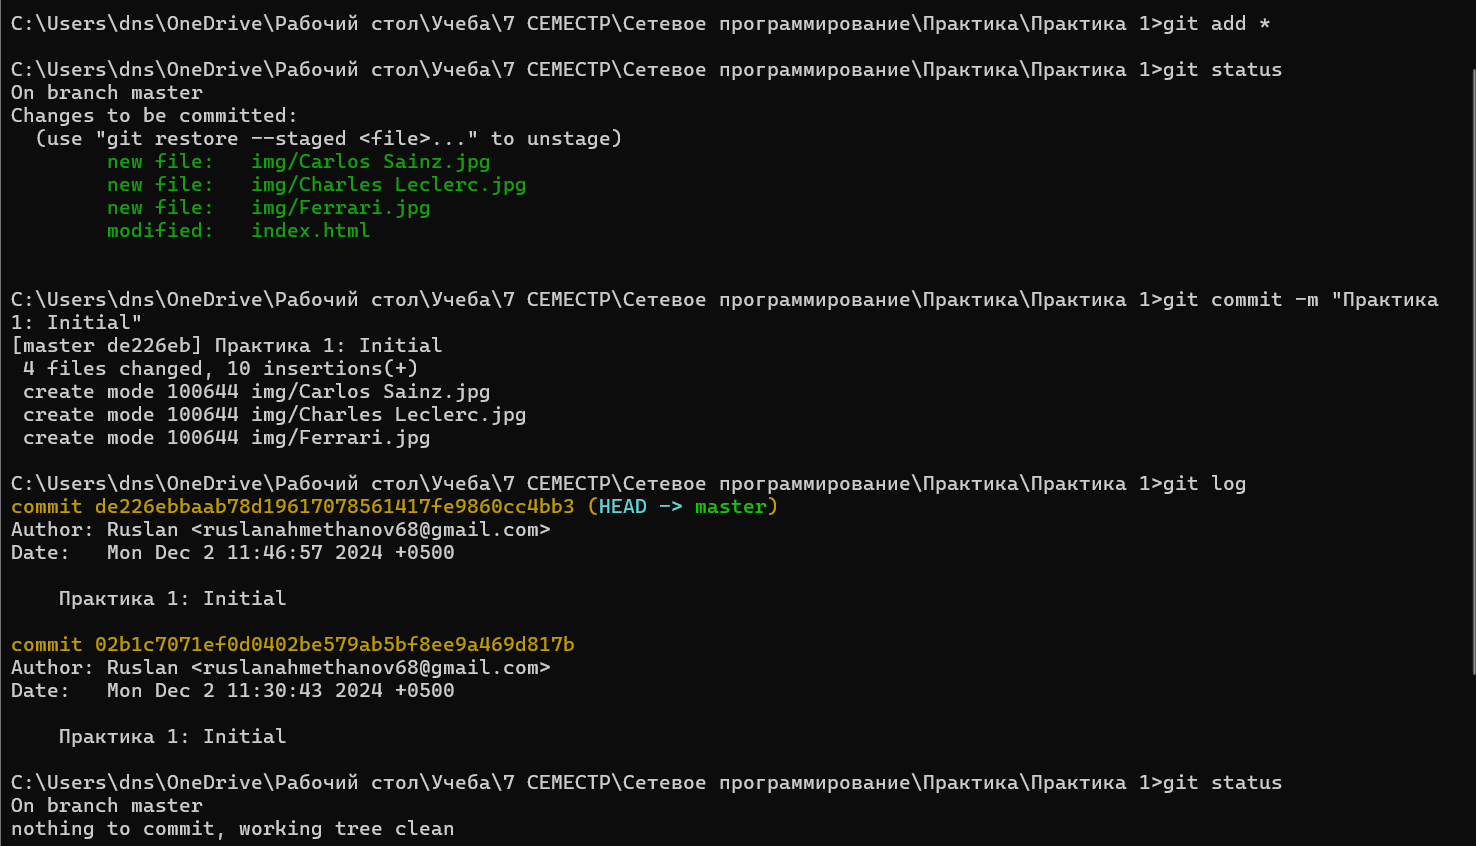 C:\Users\dns\OneDrive\Рабочий стол\Учеба\7 СЕМЕСТР\Сетевое программирование\Практика\Практика 1>git add *
C:\Users\dns\OneDrive\Рабочий стол\Учеба\7 СЕМЕСТР\Сетевое программирование\Практика\Практика 1>git status
On branch master
Changes to be committed:
  (use "git restore --staged <file>..." to unstage)
        new file:   img/Carlos Sainz.jpg
        new file:   img/Charles Leclerc.jpg
        new file:   img/Ferrari.jpg
        modified:   index.html
C:\Users\dns\OneDrive\Рабочий стол\Учеба\7 СЕМЕСТР\Сетевое программирование\Практика\Практика 1>git commit -m "Практика
1: Initial"
[master de226eb] Практика 1: Initial
 4 files changed, 10 insertions(+)
 create mode 100644 img/Carlos Sainz.jpg
 create mode 100644 img/Charles Leclerc.jpg
 create mode 100644 img/Ferrari.jpg
C:\Users\dns\OneDrive\Рабочий стол\Учеба\7 СЕМЕСТР\Сетевое программирование\Практика\Практика 1>git log
commit de226ebbaab78d19617078561417fe9860cc4bb3 (HEAD -> master)
Author: Ruslan <ruslanahmethanov68@gmail.com>
Date:   Mon Dec 2 11:46:57 2024 +0500
    Практика 1: Initial
commit 02b1c7071ef0d0402be579ab5bf8ee9a469d817b
Author: Ruslan <ruslanahmethanov68@gmail.com>
Date:   Mon Dec 2 11:30:43 2024 +0500
    Практика 1: Initial
C:\Users\dns\OneDrive\Рабочий стол\Учеба\7 СЕМЕСТР\Сетевое программирование\Практика\Практика 1>git status
On branch master
nothing to commit, working tree clean